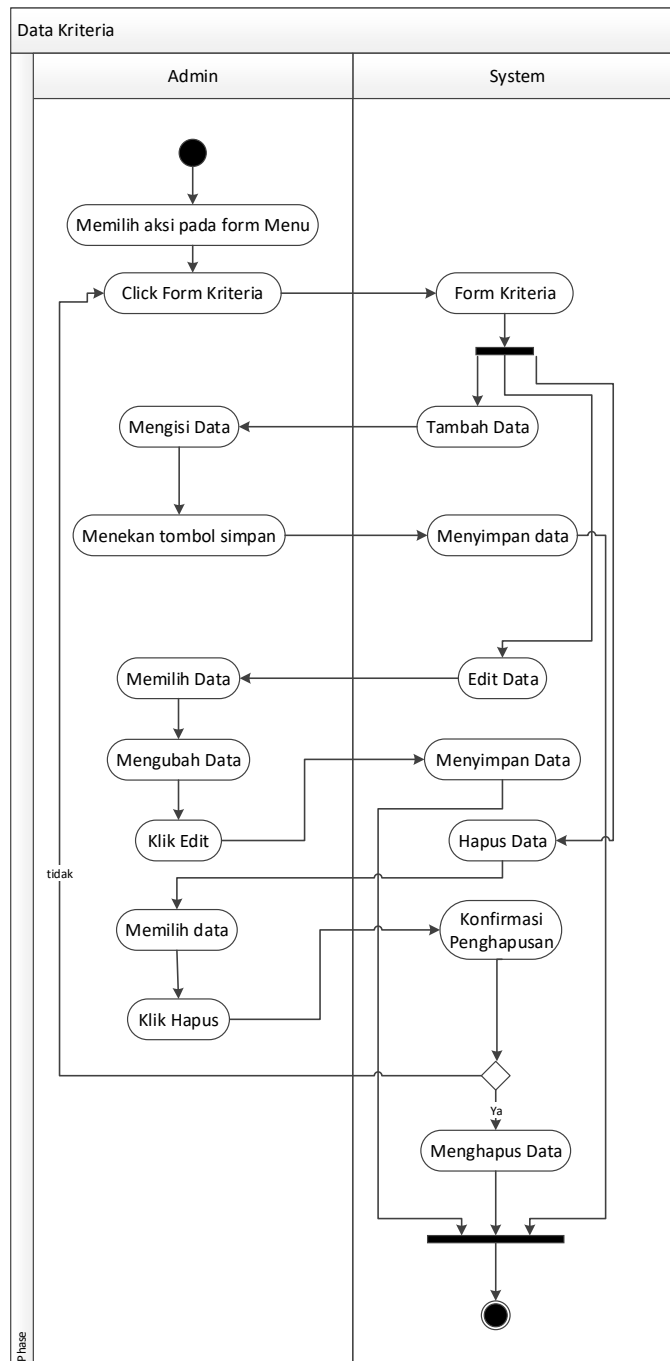 Data Kriteria
Admin
System
Memilih aksi pada form Menu
Click Form Kriteria
Form Kriteria
Mengisi Data
Tambah Data
Menekan tombol simpan
Menyimpan data
Memilih Data
Edit Data
Mengubah Data
Menyimpan Data
Klik Edit
Hapus Data
tidak
Memilih data
Konfirmasi
Penghapusan
Klik Hapus
Ya
Menghapus Data
Phase